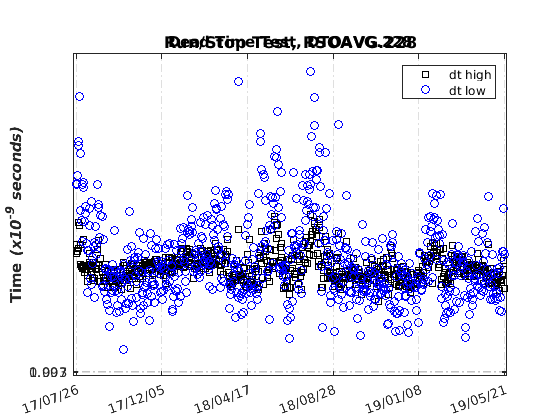 dt high
dt low
Time (x10-9 seconds)
17/07/26
17/12/05
18/04/17
18/08/28
19/01/08
19/05/21